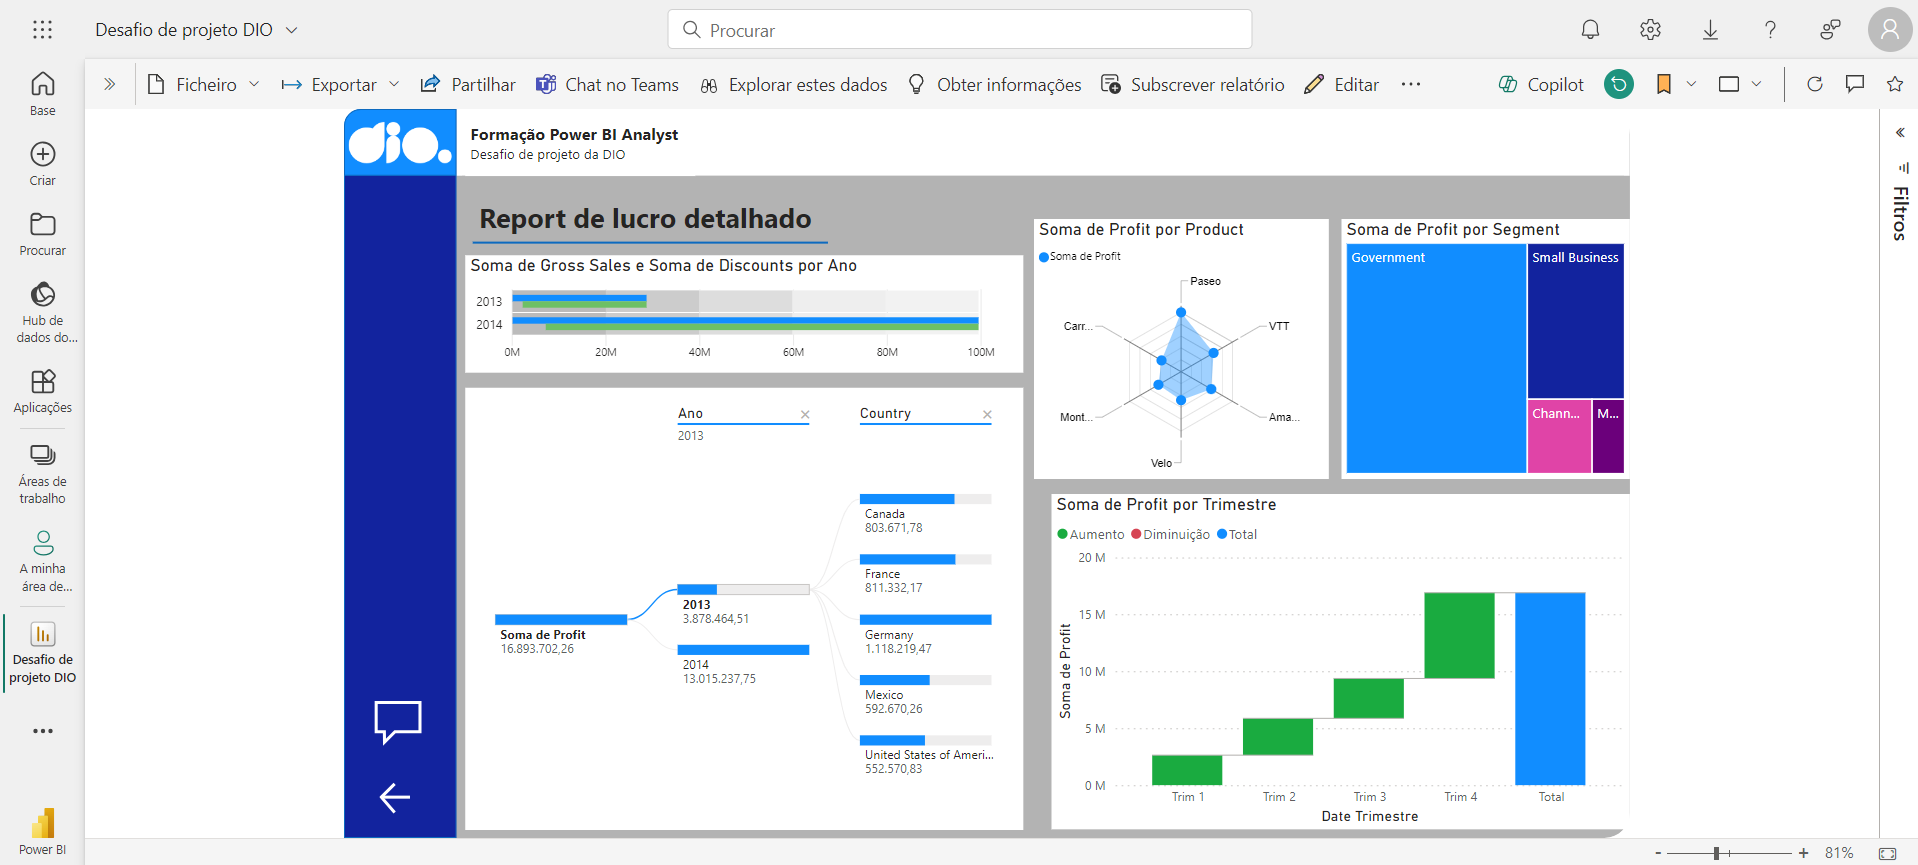 Desafio de projeto DIO
Procurar
Ficheiro
Exportar
Partilhar
Chat no Teams
Explorar estes dados
Obter informações
Subscrever relatório
Editar
Copilot
Base
Criar
Procurar
Hub de
dados do...
Aplicações
Áreas de
trabalho
A minha
área de...
Desafio de
projeto DIO
Power BI
dio.
Formação Power BI Analyst
Desafio de projeto da DIO
Report de lucro detalhado
Soma de Gross Sales e Soma de Discounts por Ano
2013
2014
0M 20M 40M 60M 80M 100M
Ano
2013
Country
Soma de Profit
16.893.702,26
2013
3.878.464,51
2014
13.015.237,75
Canada
803.671,78
France
811.332,17
Germany
1.118.219,47
Mexico
592.670,26
United States of Ameri...
552.570,83
Soma de Profit por Product
Soma de Profit
Paseo
VTT
Ama...
Velo
Mont...
Carr...
Soma de Profit por Segment
Government
Small Business
Chann...
M...
Soma de Profit por Trimestre
Aumento Diminuição Total
Soma de Profit
20 M
15 M
10 M
5 M
0 M
Trim 1 Trim 2 Trim 3 Trim 4 Total
Date Trimestre
Filtros
- + 81%